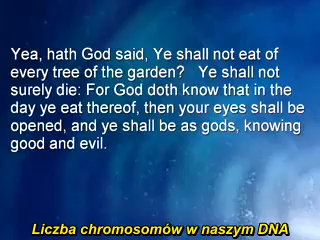 Yea, hath God said, Ye shall not eat of
every tree of the garden?   Ye shall not
surely die: For God doth know that in the
day ye eat thereof, then your eyes shall be
opened, and ye shall be as gods, knowing
good and evil.
Liczba chromosomów w naszym DNA